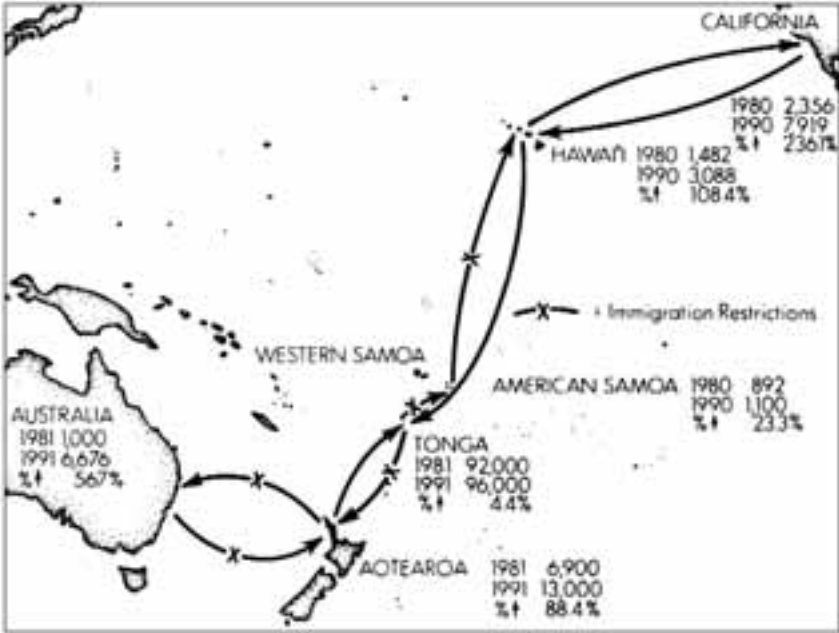 CALIFORNIA
1980 2,356
1990 7,919
%↑ 236.1%
HAWAI'I 1980 1,482
1990 3,088
%↑ 108.4%
X = Immigration Restrictions
WESTERN SAMOA
AMERICAN SAMOA 1980 892
1990 1,100
%↑ 23.3%
AUSTRALIA
1981 1,000
1991 6,676
%↑ 567%
TONGA
1981 92,000
1991 96,000
%↑ 4.4%
AOTEAROA 1981 6,900
1991 13,000
%↑ 88.4%